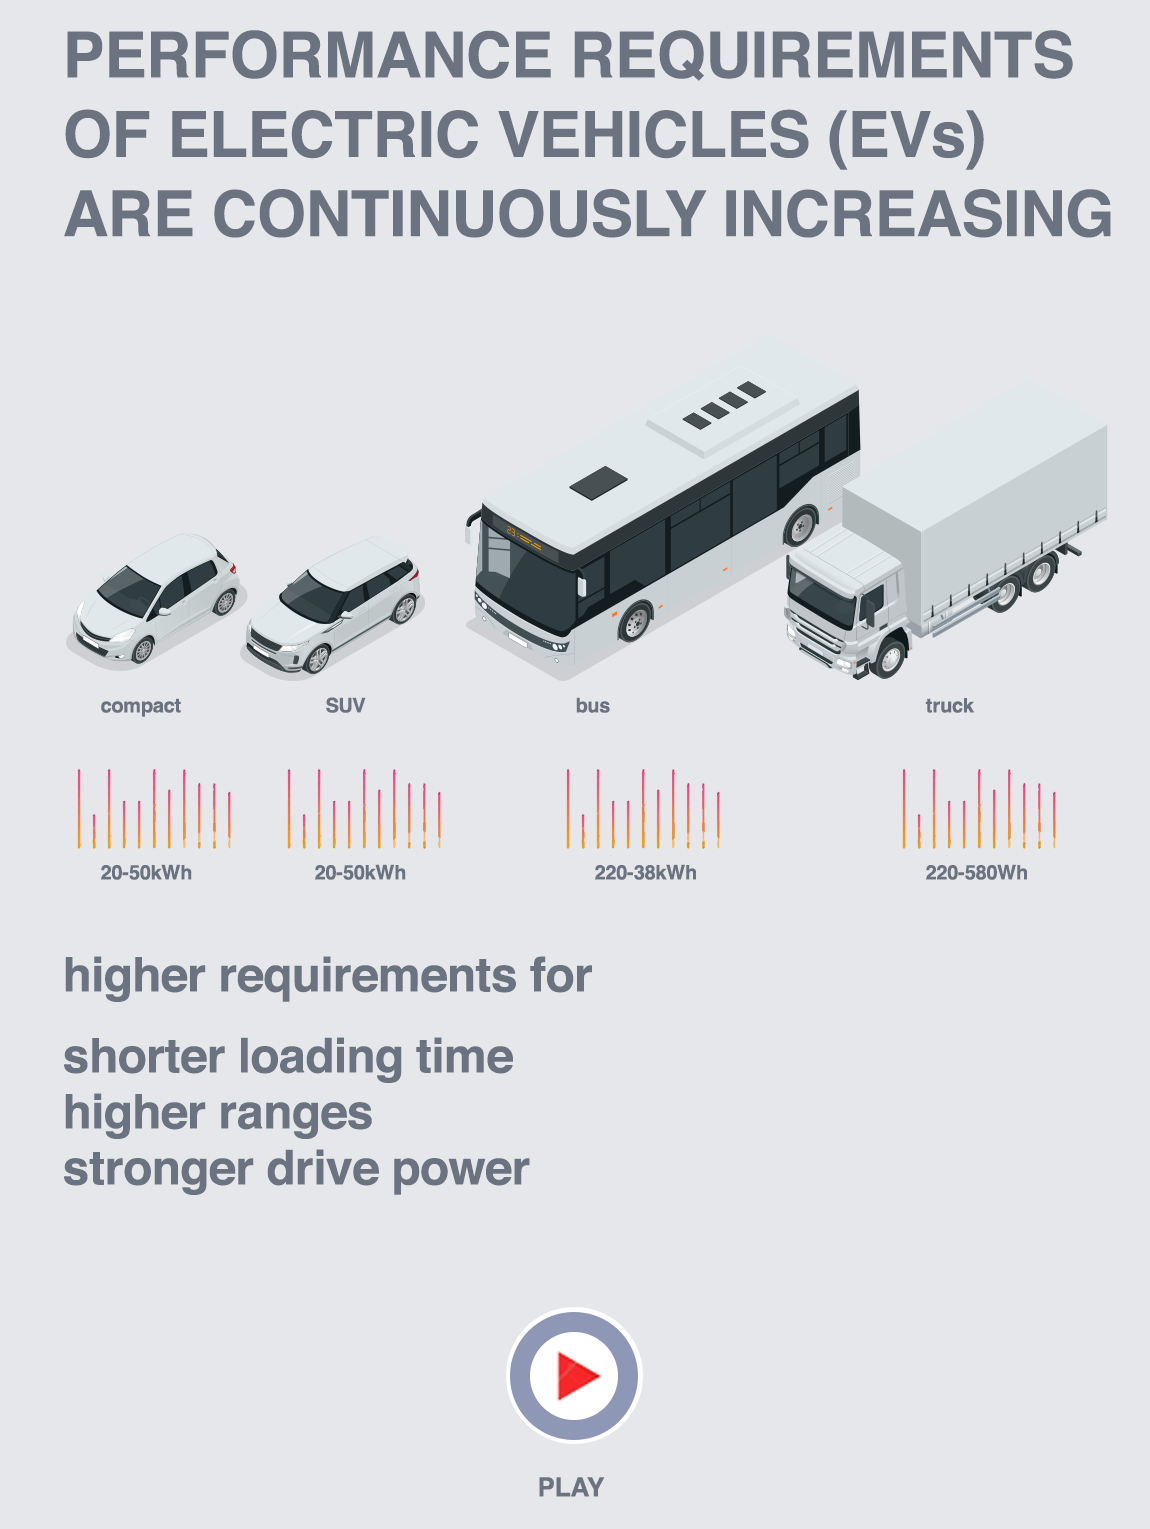 PERFORMANCE REQUIREMENTS
OF ELECTRIC VEHICLES (EVs)
ARE CONTINUOUSLY INCREASING
compact SUV bus truck
20-50kWh 20-50kWh 220-38kWh 220-580Wh
higher requirements for
shorter loading time
higher ranges
stronger drive power
PLAY